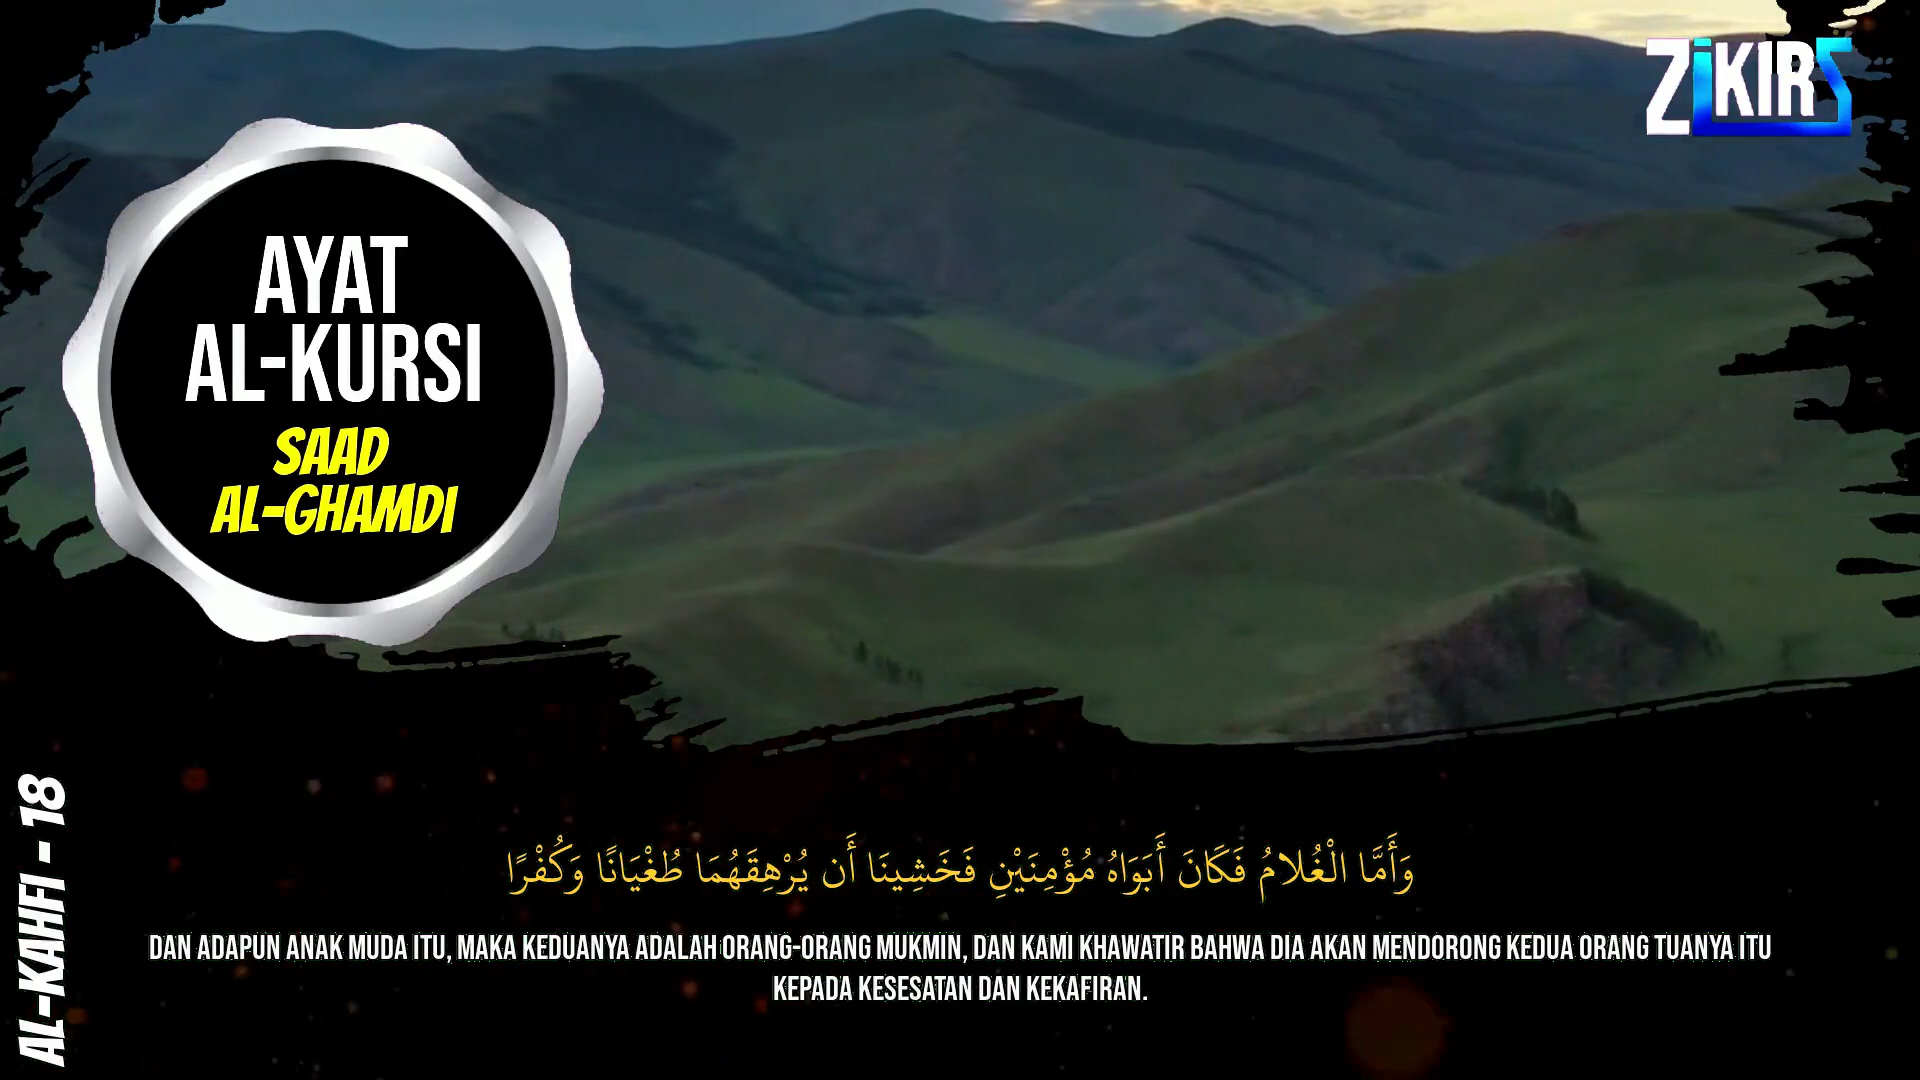 ZiKIR
AYAT
AL-KURSI
SAAD
AL-GHAMDI
AL-KAHFI - 18
وَأَمَّا الْغُلامُ فَكَانَ أَبَوَاهُ مُؤْمِنَيْنِ فَخَشِينَا أَن يُرْهِقَهُمَا طُغْيَانًا وَكُفْرًا
DAN ADAPUN ANAK MUDA ITU, MAKA KEDUANYA ADALAH ORANG-ORANG MUKMIN, DAN KAMI KHAWATIR BAHWA DIA AKAN MENDORONG KEDUA ORANG TUANYA ITU
KEPADA KESESATAN DAN KEKAFIRAN.